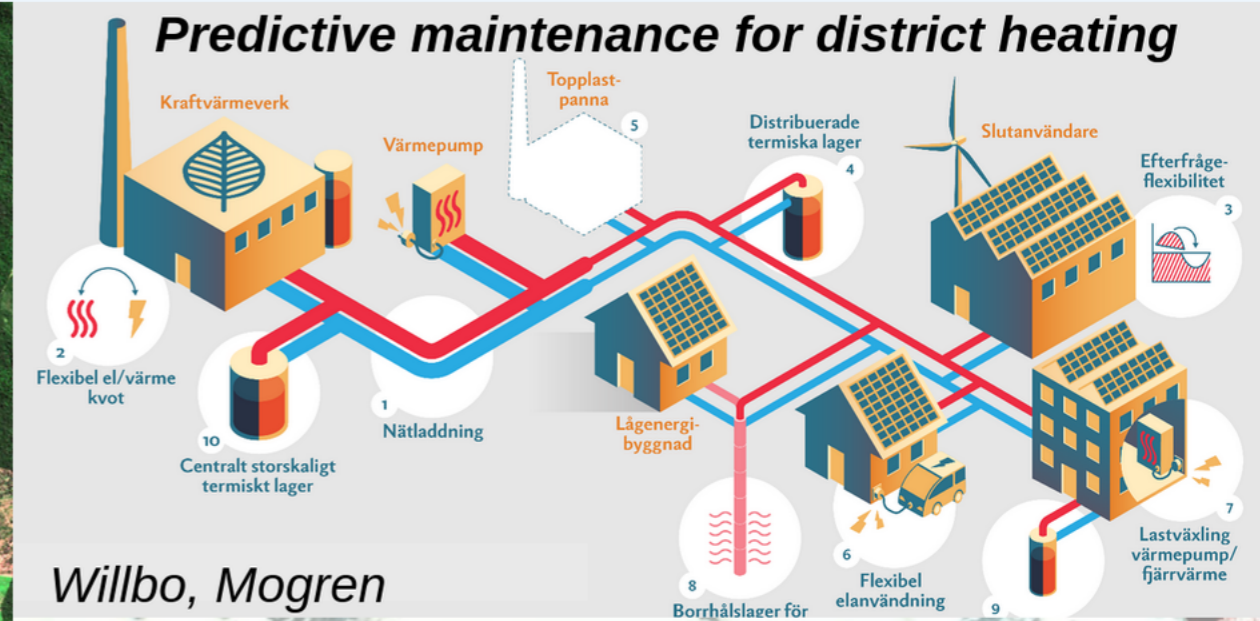 Predictive maintenance for district heating
Kraftvärmeverk
Värmepump
Topplast-
panna
5
Distribuerade
termiska lager
4
Slutanvändare
Efterfråge-
flexibilitet
3
2
Flexibel el/värme
kvot
10
Centralt storskaligt
termiskt lager
1
Nätladdning
Lågenergi-
byggnad
8
Borrhålslager för
6
Flexibel
elanvändning
7
Lastväxling
värmepump/
fjärrvärme
9
Willbo, Mogren